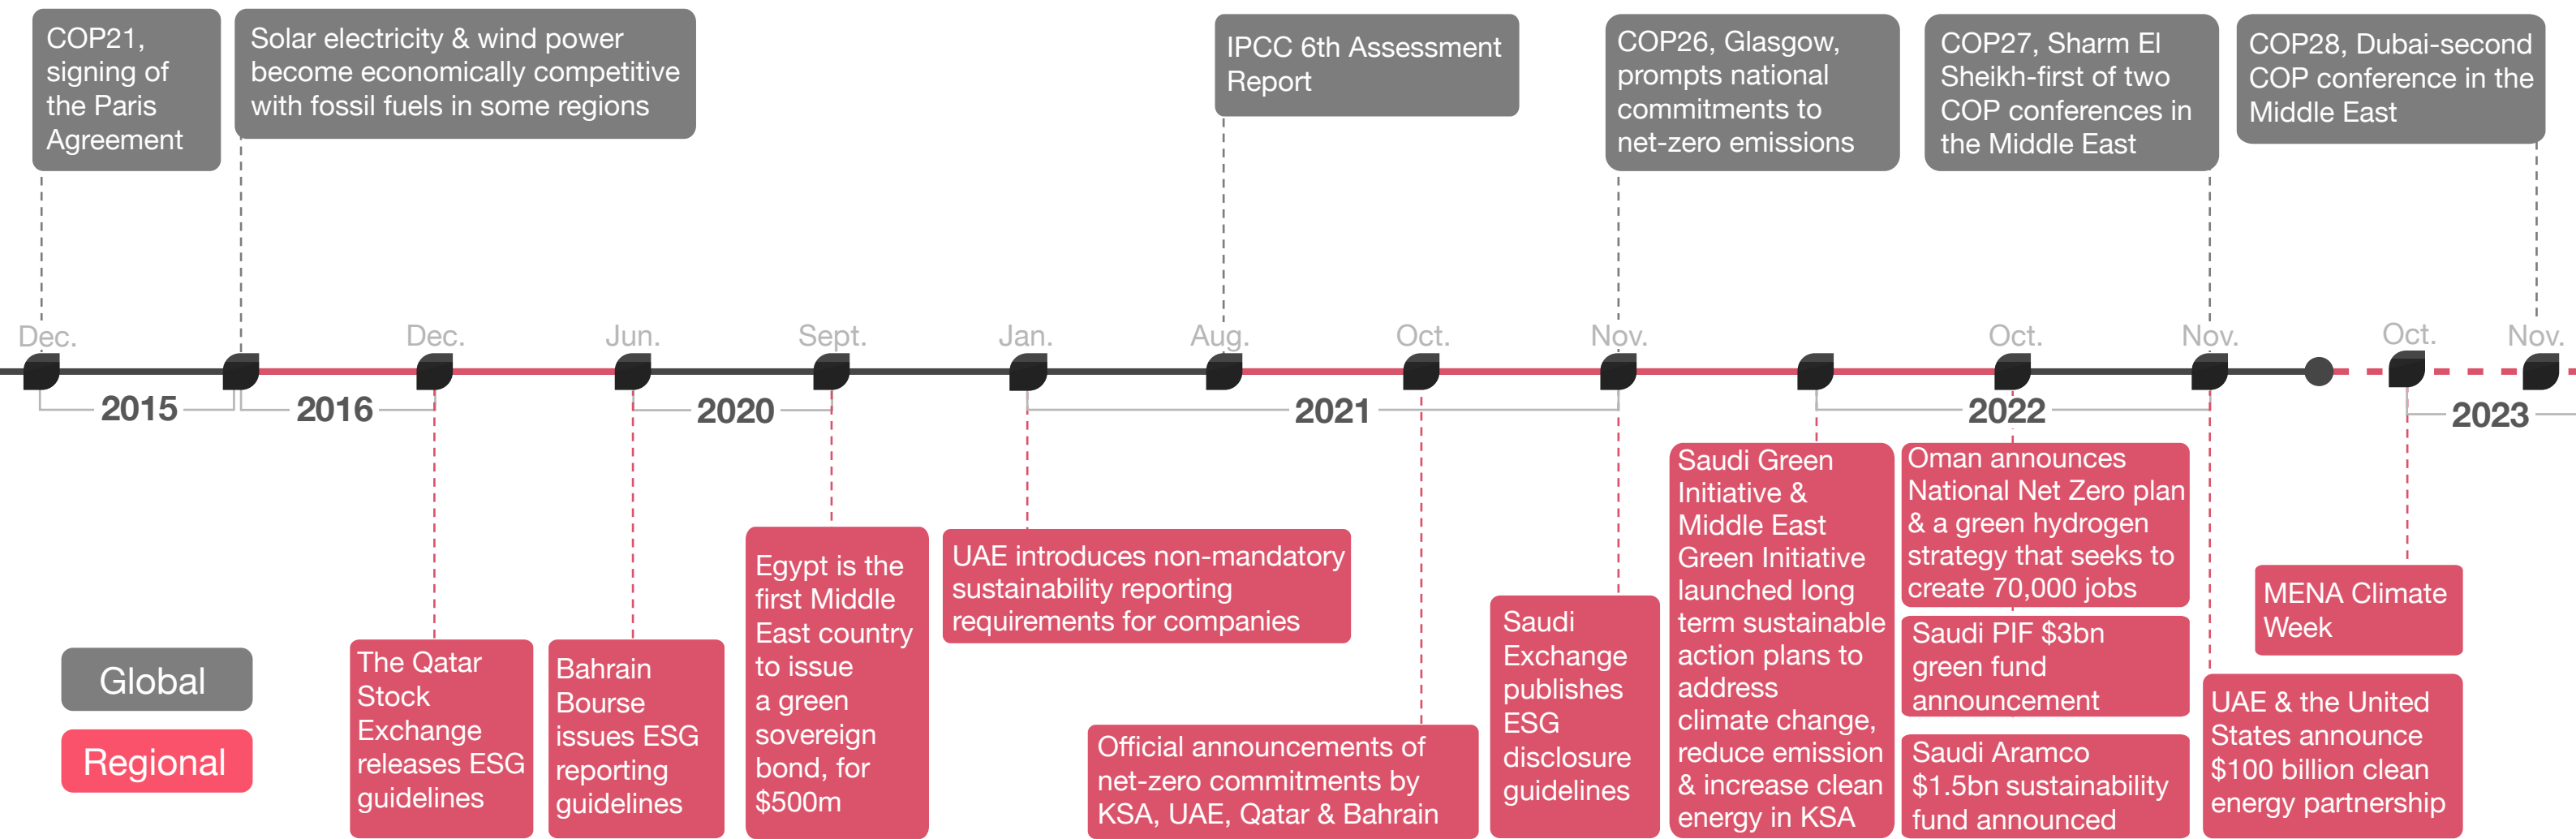 COP21,
signing of
the Paris
Agreement
Solar electricity & wind power
become economically competitive
with fossil fuels in some regions
IPCC 6th Assessment
Report
COP26, Glasgow,
prompts national
commitments to
net-zero emissions
COP27, Sharm El
Sheikh-first of two
COP conferences in
the Middle East
COP28, Dubai-second
COP conference in the
Middle East
Dec.
Dec.
Jun.
Sept.
Jan.
Aug.
Oct.
Nov.
Oct.
Nov.
Oct.
Nov.
2015
2016
2020
2021
2022
2023
The Qatar
Stock
Exchange
releases ESG
guidelines
Bahrain
Bourse
issues ESG
reporting
guidelines
Egypt is the
first Middle
East country
to issue
a green
sovereign
bond, for
$500m
UAE introduces non-mandatory
sustainability reporting
requirements for companies
Official announcements of
net-zero commitments by
KSA, UAE, Qatar & Bahrain
Saudi
Exchange
publishes
ESG
disclosure
guidelines
Saudi Green
Initiative &
Middle East
Green Initiative
launched long
term sustainable
action plans to
address
climate change,
reduce emission
& increase clean
energy in KSA
Oman announces
National Net Zero plan
& a green hydrogen
strategy that seeks to
create 70,000 jobs
Saudi PIF $3bn
green fund
announcement
Saudi Aramco
$1.5bn sustainability
fund announced
UAE & the United
States announce
$100 billion clean
energy partnership
MENA Climate
Week
Global
Regional